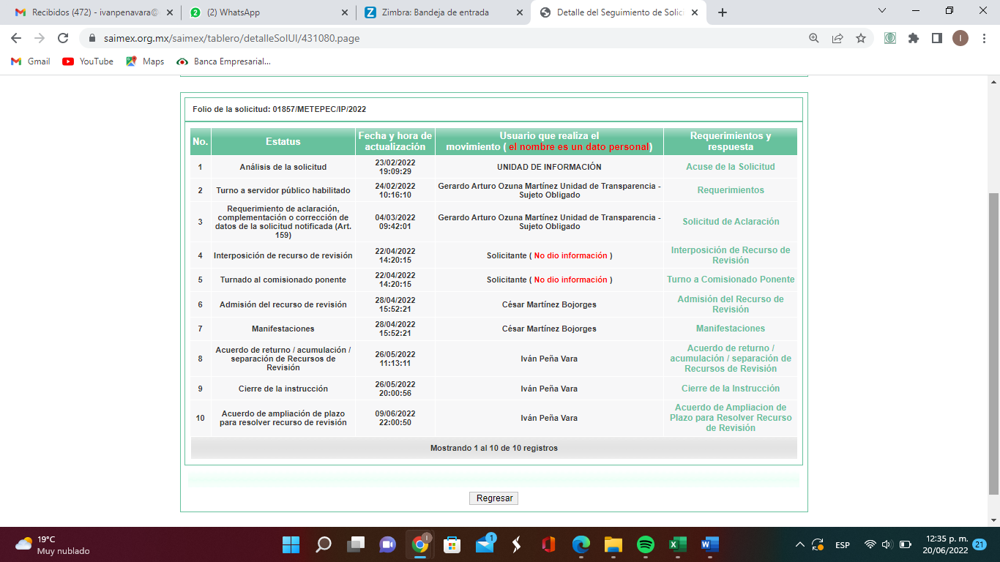 Recibidos (472) - ivanpenavara@
(2) WhatsApp
Zimbra: Bandeja de entrada
Detalle del Seguimiento de Solici
saimex.org.mx/saimex/tablero/detalleSolUI/431080.page
I
Gmail
YouTube
Maps
Banca Empresarial...
Folio de la solicitud: 01857/METEPEC/IP/2022
No.
Estatus
Fecha y hora de
actualización
Usuario que realiza el
movimiento ( el nombre es un dato personal)
Requerimientos y
respuesta
1
Análisis de la solicitud
23/02/2022
19:09:29
UNIDAD DE INFORMACIÓN
Acuse de la Solicitud
2
Turno a servidor público habilitado
24/02/2022
10:16:10
Gerardo Arturo Ozuna Martínez Unidad de Transparencia -
Sujeto Obligado
Requerimientos
3
Requerimiento de aclaración,
complementación o corrección de
datos de la solicitud notificada (Art.
159)
04/03/2022
09:42:01
Gerardo Arturo Ozuna Martínez Unidad de Transparencia -
Sujeto Obligado
Solicitud de Aclaración
4
Interposición de recurso de revisión
22/04/2022
14:20:15
Solicitante ( No dio información )
Interposición de Recurso de
Revisión
5
Turnado al comisionado ponente
22/04/2022
14:20:15
Solicitante ( No dio información )
Turno a Comisionado Ponente
6
Admisión del recurso de revisión
28/04/2022
15:52:21
César Martínez Bojorges
Admisión del Recurso de
Revisión
7
Manifestaciones
28/04/2022
15:52:21
César Martínez Bojorges
Manifestaciones
8
Acuerdo de returno / acumulación /
separación de Recursos de
Revisión
26/05/2022
11:13:11
Iván Peña Vara
Acuerdo de returno /
acumulación / separación de
Recursos de Revisión
9
Cierre de la instrucción
26/05/2022
20:00:56
Iván Peña Vara
Cierre de la Instrucción
10
Acuerdo de ampliación de plazo
para resolver recurso de revisión
09/06/2022
22:00:50
Iván Peña Vara
Acuerdo de Ampliacion de
Plazo para Resolver Recurso
de Revisión
Mostrando 1 al 10 de 10 registros
Regresar
19°C
Muy nublado
1
ESP
12:35 p. m.
20/06/2022
21